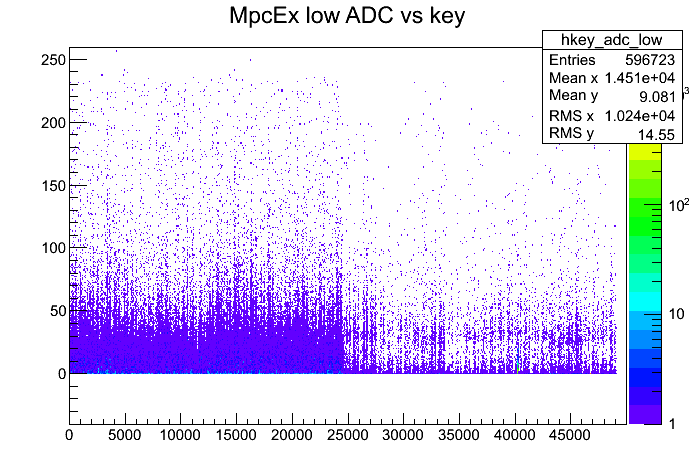 MpcEx low ADC vs key
hkey_adc_low
Entries 596723
Mean x 1.451e+04
Mean y 9.081
RMS x 1.024e+04
RMS y 14.55
3
10²
10
1
250
200
150
100
50
0
0 5000 10000 15000 20000 25000 30000 35000 40000 45000